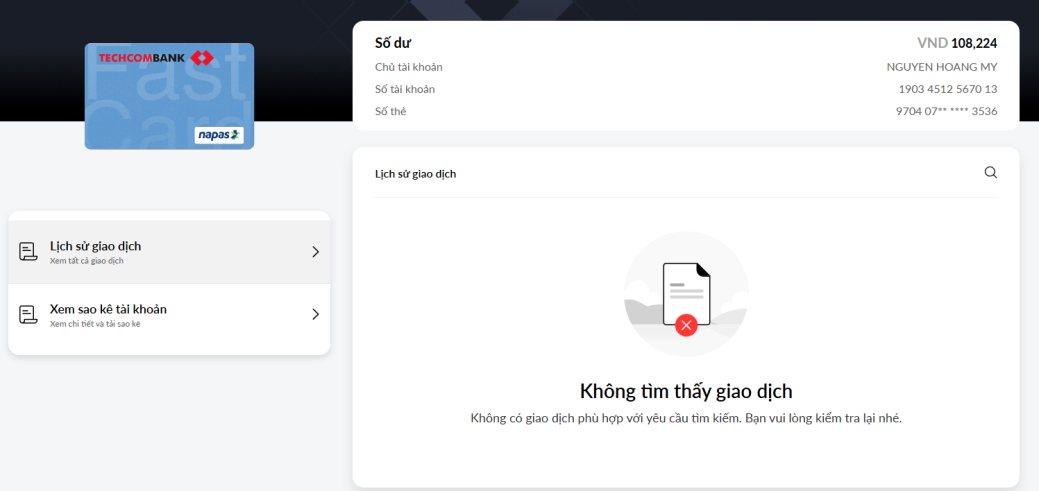 TECHCOMBANK
Fast
Card
napas
Số dư
VND 108,224
Chủ tài khoản
NGUYEN HOANG MY
Số tài khoản
1903 4512 5670 13
Số thẻ
9704 07** **** 3536
Lịch sử giao dịch
Xem tất cả giao dịch
Xem sao kê tài khoản
Xem chi tiết và tải sao kê
Lịch sử giao dịch
Không tìm thấy giao dịch
Không có giao dịch phù hợp với yêu cầu tìm kiếm. Bạn vui lòng kiểm tra lại nhé.